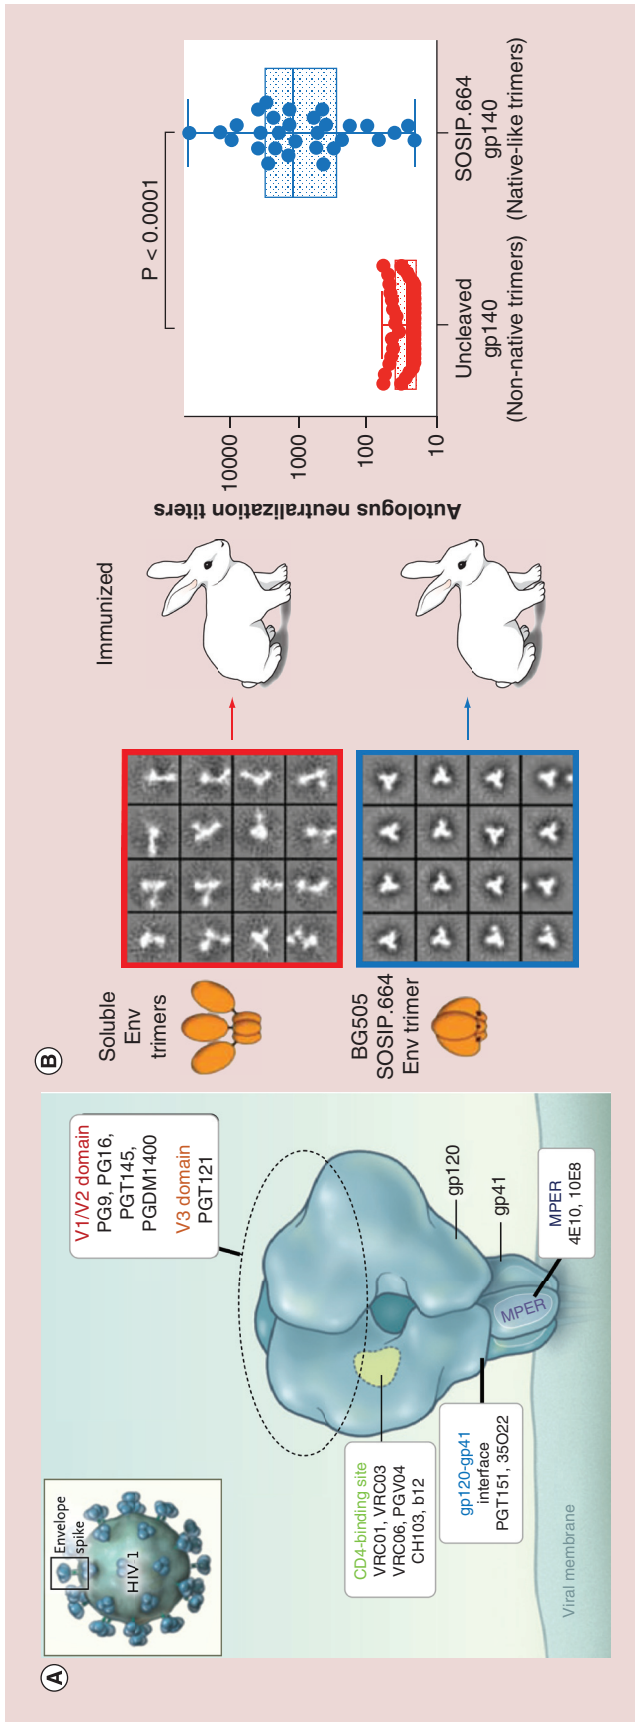 A
Envelope
spike
HIV 1
V1/V2 domain
PG9, PG16,
PGT145,
PGDM1400
V3 domain
PGT121
CD4-binding site
VRC01, VRC03
VRC06, PGV04
CH103, b12
gp120-gp41
interface
PGT151, 35O22
gp120
gp41
MPER
MPER
4E10, 10E8
Viral membrane
B
Soluble
Env
trimers
BG505
SOSIP.664
Env trimer
Immunized
P < 0.0001
Autologus neutralization titers
10000
1000
100
10
Uncleaved
gp140
(Non-native trimers)
SOSIP.664
gp140
(Native-like trimers)